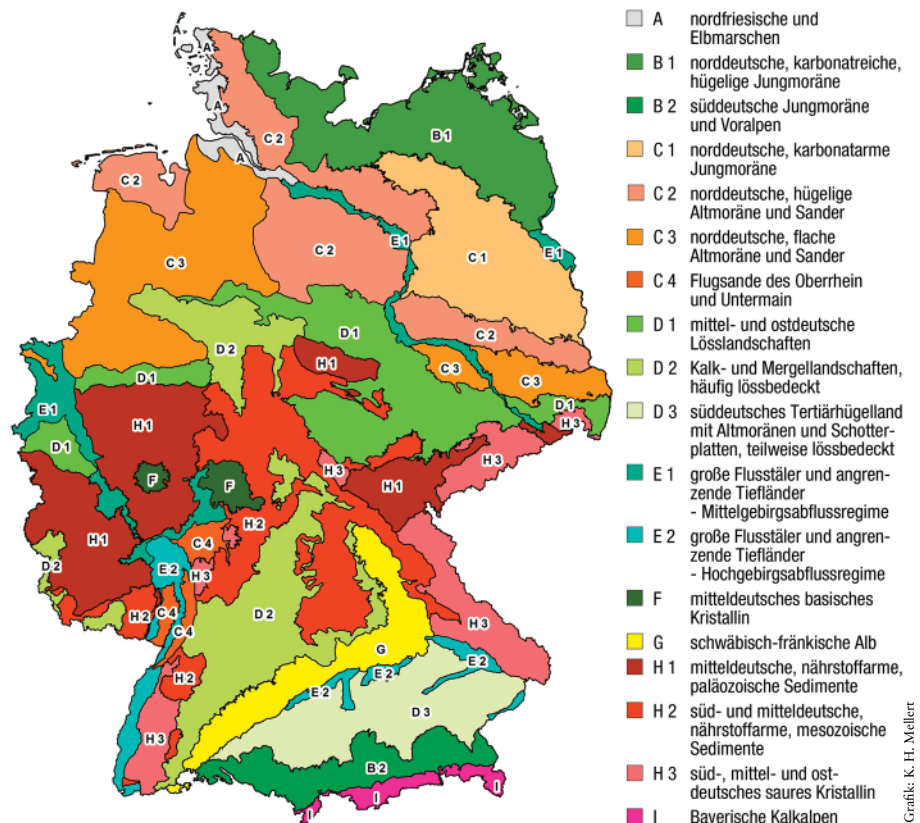 A
A
A
A
B 1
C 2
C 2
C 2
C 1
C 3
E 1
E 1
D 1
D 2
H 1
C 2
C 3
C 3
D 1
H 3
D 1
E 1
H 1
D 1
F
F
H 3
H 1
H 3
H 1
H 2
C 4
D 2
E 2
H 3
H 2
C 4
C 4
D 2
H 3
G
E 2
E 2
E 2
H 2
D 3
H 3
B 2
I
I
I
A nordfriesische und
Elbmarschen
B 1 norddeutsche, karbonatreiche,
hügelige Jungmoräne
B 2 süddeutsche Jungmoräne
und Voralpen
C 1 norddeutsche, karbonatarme
Jungmoräne
C 2 norddeutsche, hügelige
Altmoräne und Sander
C 3 norddeutsche, flache
Altmoräne und Sander
C 4 Flugsande des Oberrhein
und Untermain
D 1 mittel- und ostdeutsche
Lösslandschaften
D 2 Kalk- und Mergellandschaften,
häufig lössbedeckt
D 3 süddeutsches Tertiärhügelland
mit Altmoränen und Schotter-
platten, teilweise lössbedeckt
E 1 große Flusstäler und angren-
zende Tiefländer
- Mittelgebirgsabflussregime
E 2 große Flusstäler und angren-
zende Tiefländer
- Hochgebirgsabflussregime
F mitteldeutsches basisches
Kristallin
G schwäbisch-fränkische Alb
H 1 mitteldeutsche, nährstoffarme,
paläozoische Sedimente
H 2 süd- und mitteldeutsche,
nährstoffarme, mesozoische
Sedimente
H 3 süd-, mittel- und ost-
deutsches saures Kristallin
I Bayerische Kalkalpen
Grafik: K. H. Mellert